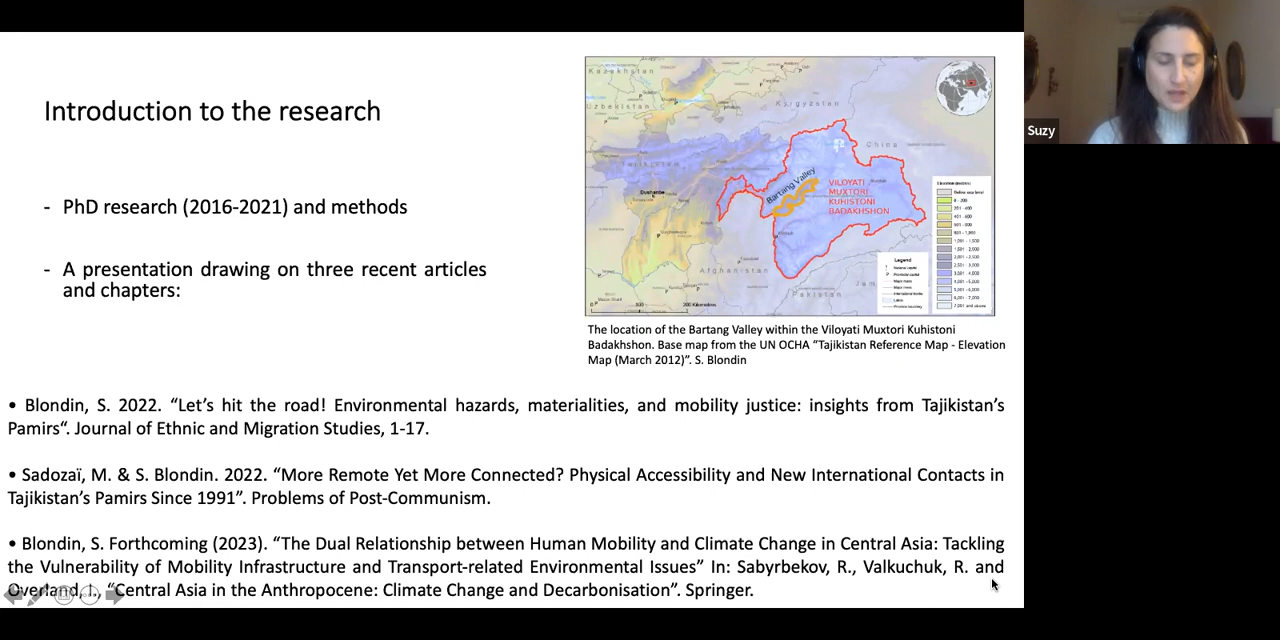 Introduction to the research
- PhD research (2016-2021) and methods
- A presentation drawing on three recent articles
and chapters:
Kazakhstan
Uzbekistan
Kyrgyzstan
China
Tajikistan
Dushanbe
Bartang Valley
VILOYATI
MUXTORI
KUHISTONI
BADAKHSHON
Afghanistan
Pakistan
Legend
The location of the Bartang Valley within the Viloyati Muxtori Kuhistoni
Badakhshon. Base map from the UN OCHA “Tajikistan Reference Map - Elevation
Map (March 2012)”. S. Blondin
• Blondin, S. 2022. “Let’s hit the road! Environmental hazards, materialities, and mobility justice: insights from Tajikistan’s
Pamirs“. Journal of Ethnic and Migration Studies, 1-17.
• Sadozaï, M. & S. Blondin. 2022. “More Remote Yet More Connected? Physical Accessibility and New International Contacts in
Tajikistan’s Pamirs Since 1991”. Problems of Post-Communism.
• Blondin, S. Forthcoming (2023). “The Dual Relationship between Human Mobility and Climate Change in Central Asia: Tackling
the Vulnerability of Mobility Infrastructure and Transport-related Environmental Issues” In: Sabyrbekov, R., Valkuchuk, R. and
Overland, I., “Central Asia in the Anthropocene: Climate Change and Decarbonisation”. Springer.
Suzy